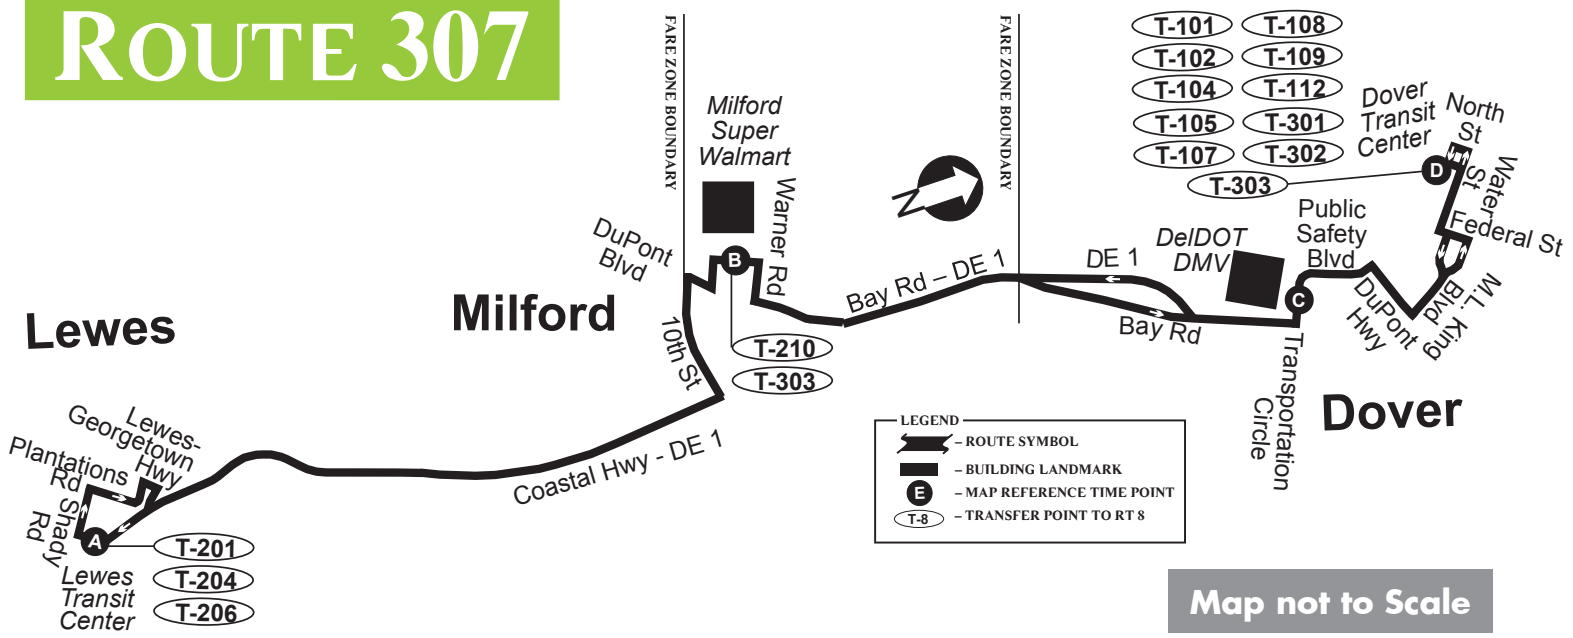 ROUTE 307
FARE ZONE BOUNDARY
FARE ZONE BOUNDARY
Milford
Super
Walmart
Warner Rd
DuPont
Blvd
B
N
T-101
T-108
T-102
T-109
T-104
T-112
T-105
T-301
T-107
T-302
T-303
Dover
Transit
Center
North
St
D
Water
St
Federal St
Public
Safety
Blvd
DelDOT
DMV
DE 1
Bay Rd – DE 1
Bay Rd
C
DuPont
Hwy
M.L. King
Blvd
Transportation
Circle
Dover
Lewes
Milford
10th St
T-210
T-303
Coastal Hwy - DE 1
Lewes-
Georgetown
Hwy
Plantations
Rd
Shady
Rd
A
T-201
T-204
T-206
Lewes
Transit
Center
LEGEND
– ROUTE SYMBOL
– BUILDING LANDMARK
E – MAP REFERENCE TIME POINT
T-8 – TRANSFER POINT TO RT 8
Map not to Scale